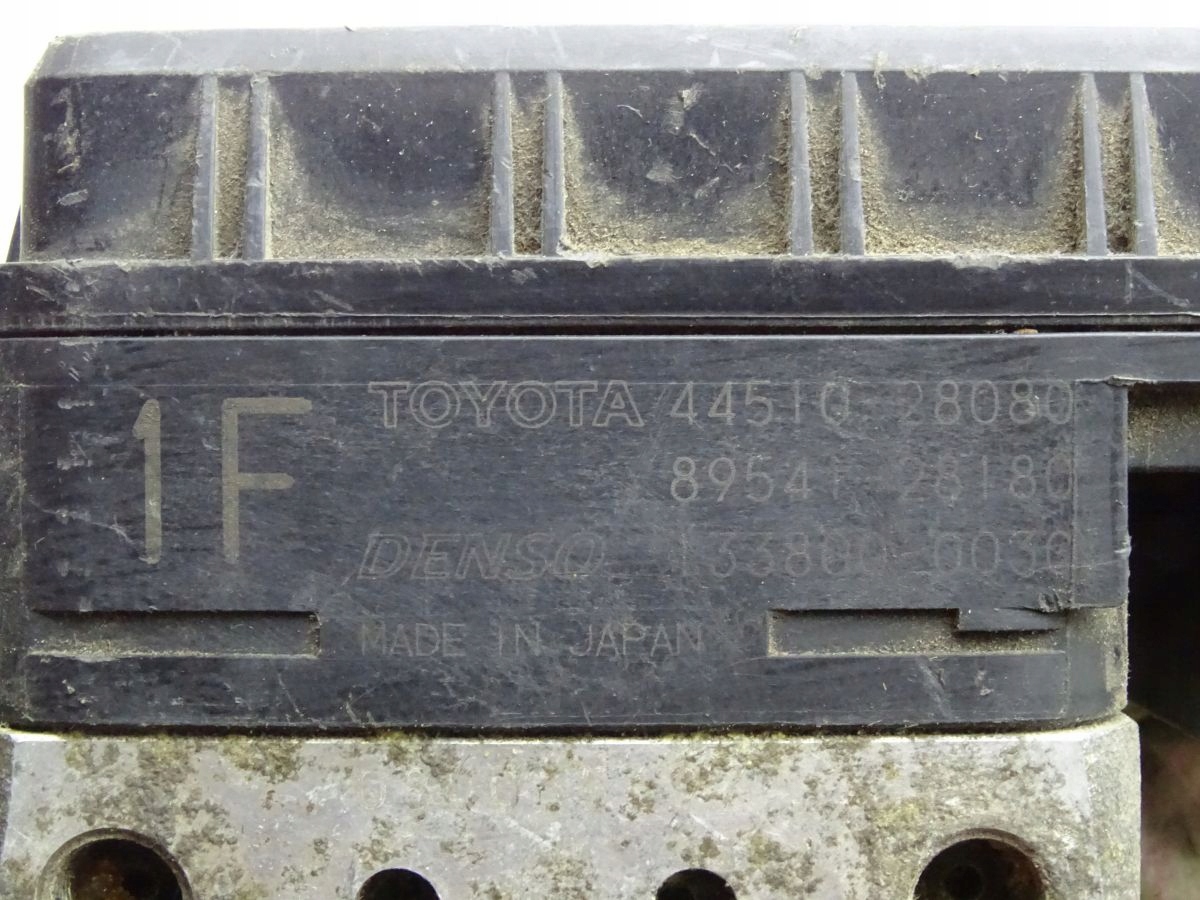 1F
TOYOTA 44510-28080
89541-28180
DENSO 133800-0030
MADE IN JAPAN